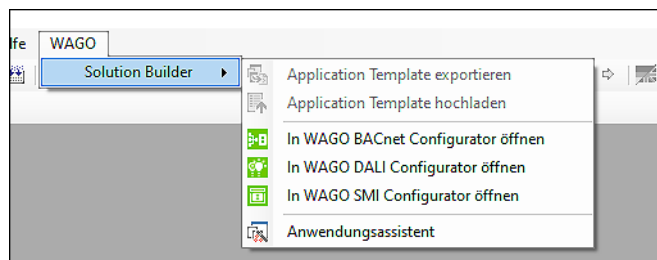 lfe WAGO
Solution Builder
Application Template exportieren
Application Template hochladen
In WAGO BACnet Configurator öffnen
In WAGO DALI Configurator öffnen
In WAGO SMI Configurator öffnen
Anwendungsassistent